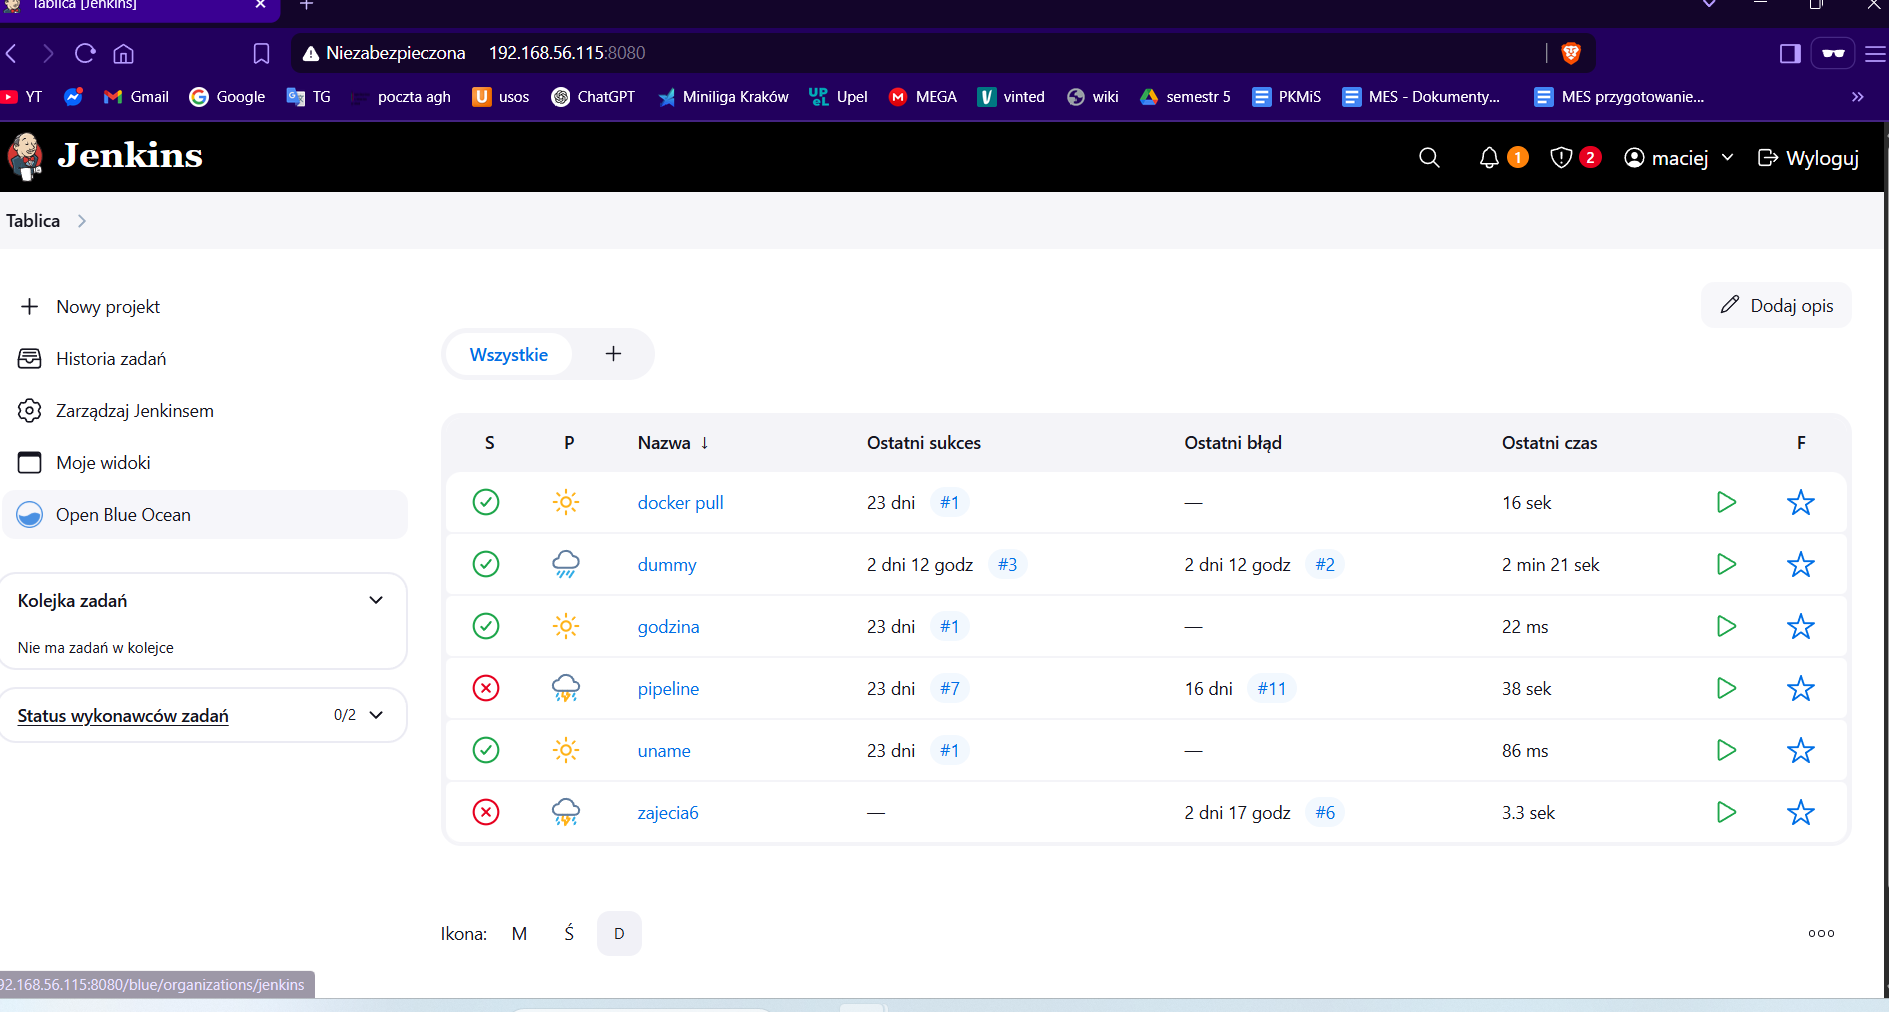 Tablica [Jenkins]
Niezabezpieczona 192.168.56.115:8080
YT Gmail Google TG poczta agh usos ChatGPT Miniliga Kraków Upel MEGA vinted wiki semestr 5 PKMiS MES - Dokumenty... MES przygotowanie...
Jenkins 1 2 maciej Wyloguj
Tablica
Nowy projekt
Historia zadań
Zarządzaj Jenkinsem
Moje widoki
Open Blue Ocean
Kolejka zadań
Nie ma zadań w kolejce
Status wykonawców zadań 0/2
Dodaj opis
Wszystkie
S P Nazwa ↓ Ostatni sukces Ostatni błąd Ostatni czas F
docker pull 23 dni #1 — 16 sek
dummy 2 dni 12 godz #3 2 dni 12 godz #2 2 min 21 sek
godzina 23 dni #1 — 22 ms
pipeline 23 dni #7 16 dni #11 38 sek
uname 23 dni #1 — 86 ms
zajecia6 — 2 dni 17 godz #6 3.3 sek
Ikona: M Ś D
92.168.56.115:8080/blue/organizations/jenkins